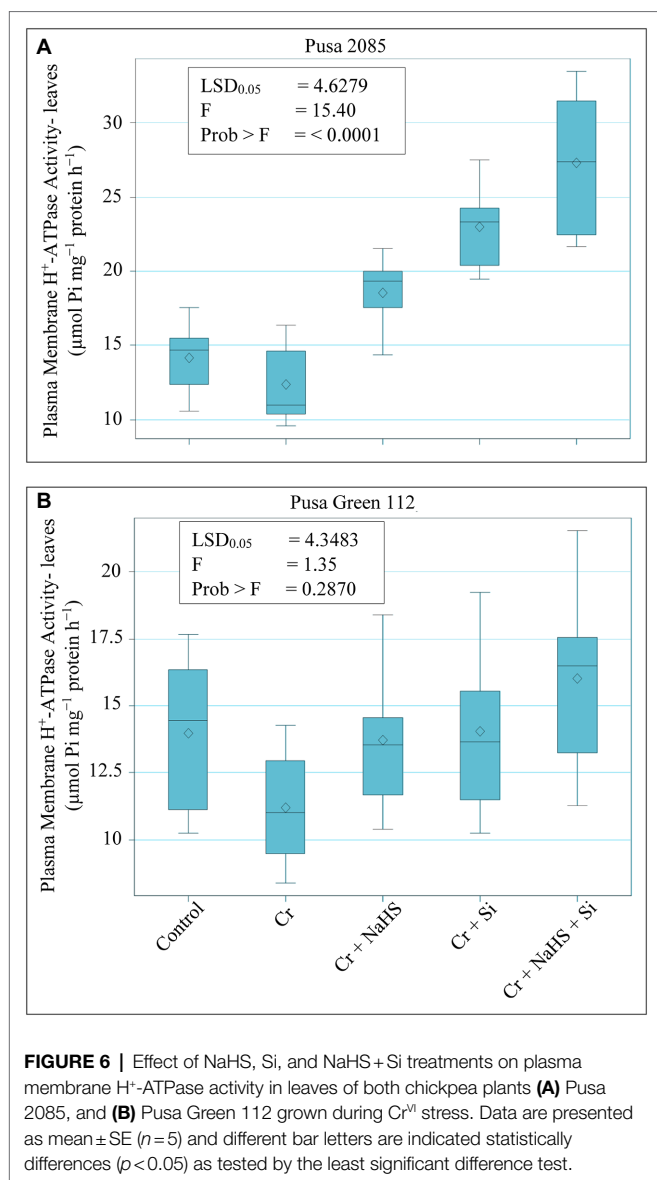 A
Pusa 2085
LSD0.05 = 4.6279
F = 15.40
Prob > F = < 0.0001
Plasma Membrane H⁺-ATPase Activity- leaves
(µmol Pi mg⁻¹ protein h⁻¹)
30
25
20
15
10
B
Pusa Green 112
LSD0.05 = 4.3483
F = 1.35
Prob > F = 0.2870
Plasma Membrane H⁺-ATPase Activity- leaves
(µmol Pi mg⁻¹ protein h⁻¹)
20
17.5
15
12.5
10
Control
Cr
Cr + NaHS
Cr + Si
Cr + NaHS + Si
FIGURE 6 | Effect of NaHS, Si, and NaHS + Si treatments on plasma
membrane H⁺-ATPase activity in leaves of both chickpea plants (A) Pusa
2085, and (B) Pusa Green 112 grown during Crⱽᴵ stress. Data are presented
as mean ± SE (n = 5) and different bar letters are indicated statistically
differences (p < 0.05) as tested by the least significant difference test.